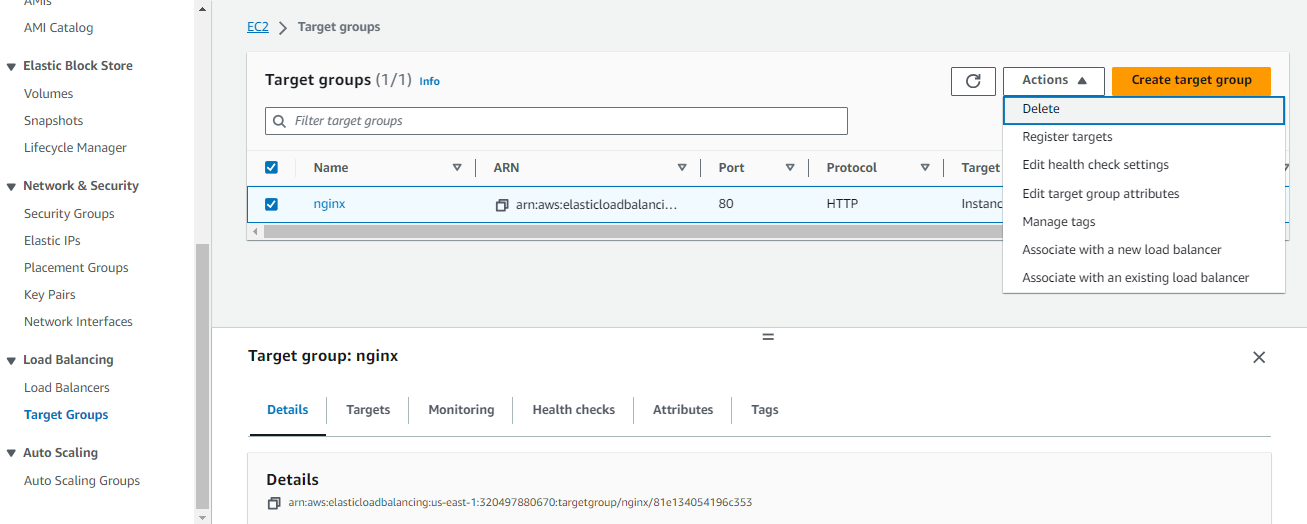 AMIs
AMI Catalog
Elastic Block Store
Volumes
Snapshots
Lifecycle Manager
Network & Security
Security Groups
Elastic IPs
Placement Groups
Key Pairs
Network Interfaces
Load Balancing
Load Balancers
Target Groups
Auto Scaling
Auto Scaling Groups
EC2 > Target groups
Target groups (1/1) Info
Actions
Create target group
Filter target groups
Delete
Register targets
Edit health check settings
Edit target group attributes
Manage tags
Associate with a new load balancer
Associate with an existing load balancer
Name ARN Port Protocol Target
nginx arn:aws:elasticloadbalanci... 80 HTTP Instanc
Target group: nginx
Details Targets Monitoring Health checks Attributes Tags
Details
arn:aws:elasticloadbalancing:us-east-1:320497880670:targetgroup/nginx/81e134054196c353